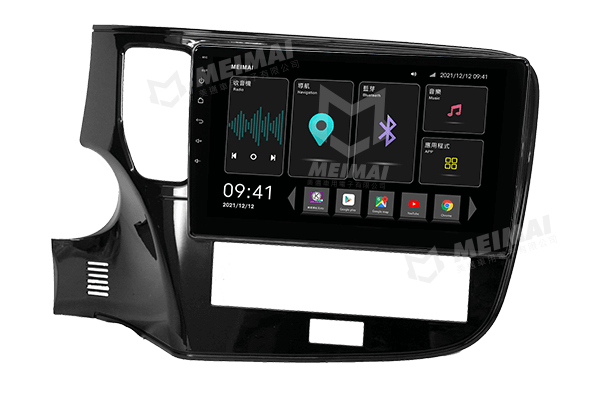 MEIMAI
2021/12/12 09:41
收音機
Radio
導航
Navigation
藍芽
Bluetooth
音樂
Music
應用程式
APP
09:41
2021/12/12
Google play
Google map
YouTube
Chrome
MEIMAI
MEIMAI
MEIMAI